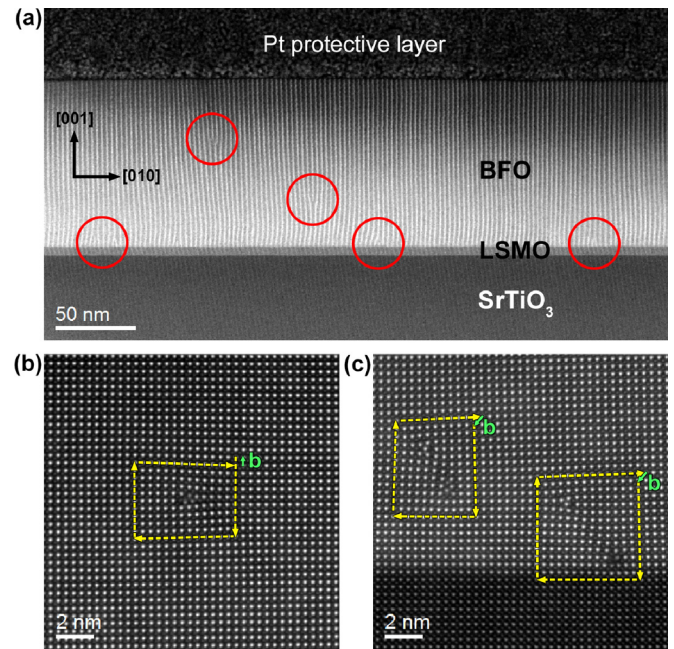 (a)
Pt protective layer
[001]
[010]
BFO
LSMO
SrTiO₃
50 nm
(b)
b
2 nm
(c)
b
b
2 nm